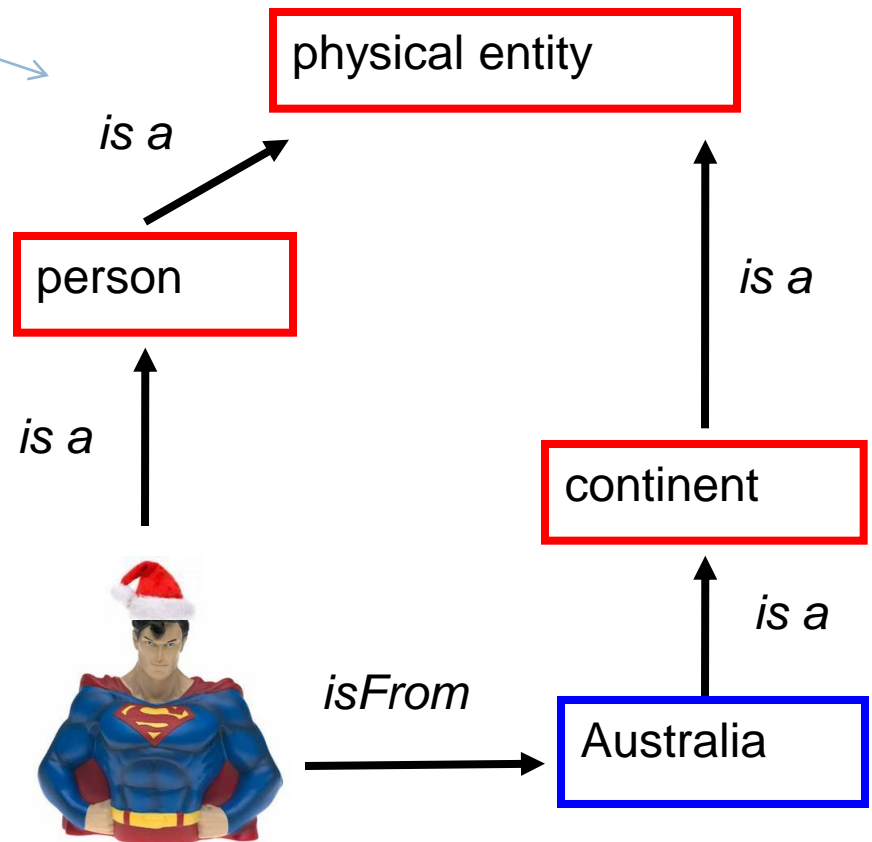 physical entity
is a
person
is a
is a
continent
is a
isFrom
Australia